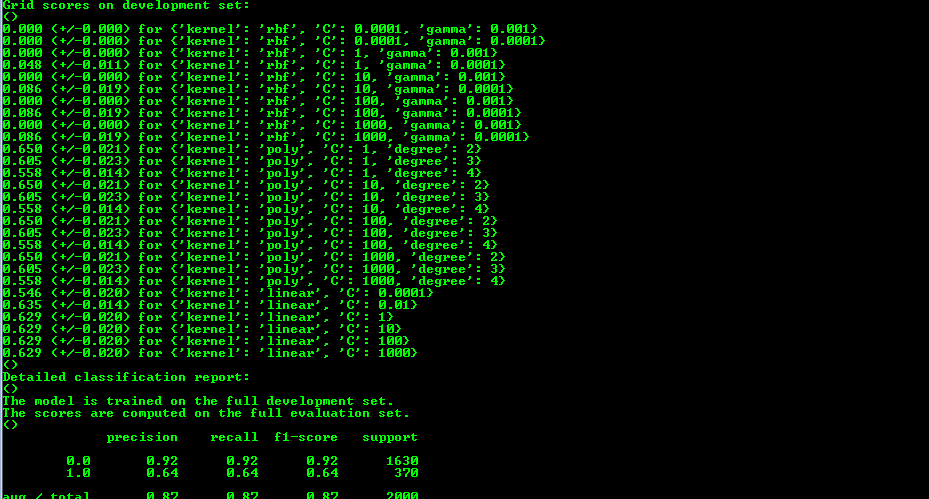 Grid scores on development set:
()
0.000 (+/-0.000) for {'kernel': 'rbf', 'C': 0.0001, 'gamma': 0.001}
0.000 (+/-0.000) for {'kernel': 'rbf', 'C': 0.0001, 'gamma': 0.0001}
0.000 (+/-0.000) for {'kernel': 'rbf', 'C': 1, 'gamma': 0.001}
0.048 (+/-0.011) for {'kernel': 'rbf', 'C': 1, 'gamma': 0.0001}
0.000 (+/-0.000) for {'kernel': 'rbf', 'C': 10, 'gamma': 0.001}
0.086 (+/-0.019) for {'kernel': 'rbf', 'C': 10, 'gamma': 0.0001}
0.000 (+/-0.000) for {'kernel': 'rbf', 'C': 100, 'gamma': 0.001}
0.086 (+/-0.019) for {'kernel': 'rbf', 'C': 100, 'gamma': 0.0001}
0.000 (+/-0.000) for {'kernel': 'rbf', 'C': 1000, 'gamma': 0.001}
0.086 (+/-0.019) for {'kernel': 'rbf', 'C': 1000, 'gamma': 0.0001}
0.650 (+/-0.021) for {'kernel': 'poly', 'C': 1, 'degree': 2}
0.605 (+/-0.023) for {'kernel': 'poly', 'C': 1, 'degree': 3}
0.558 (+/-0.014) for {'kernel': 'poly', 'C': 1, 'degree': 4}
0.650 (+/-0.021) for {'kernel': 'poly', 'C': 10, 'degree': 2}
0.605 (+/-0.023) for {'kernel': 'poly', 'C': 10, 'degree': 3}
0.558 (+/-0.014) for {'kernel': 'poly', 'C': 10, 'degree': 4}
0.650 (+/-0.021) for {'kernel': 'poly', 'C': 100, 'degree': 2}
0.605 (+/-0.023) for {'kernel': 'poly', 'C': 100, 'degree': 3}
0.558 (+/-0.014) for {'kernel': 'poly', 'C': 100, 'degree': 4}
0.650 (+/-0.021) for {'kernel': 'poly', 'C': 1000, 'degree': 2}
0.605 (+/-0.023) for {'kernel': 'poly', 'C': 1000, 'degree': 3}
0.558 (+/-0.014) for {'kernel': 'poly', 'C': 1000, 'degree': 4}
0.546 (+/-0.020) for {'kernel': 'linear', 'C': 0.0001}
0.635 (+/-0.014) for {'kernel': 'linear', 'C': 0.01}
0.629 (+/-0.020) for {'kernel': 'linear', 'C': 1}
0.629 (+/-0.020) for {'kernel': 'linear', 'C': 10}
0.629 (+/-0.020) for {'kernel': 'linear', 'C': 100}
0.629 (+/-0.020) for {'kernel': 'linear', 'C': 1000}
()
Detailed classification report:
()
The model is trained on the full development set.
The scores are computed on the full evaluation set.
()
precision recall f1-score support
0.0 0.92 0.92 0.92 1630
1.0 0.64 0.64 0.64 370
avg / total 0.87 0.87 0.87 2000